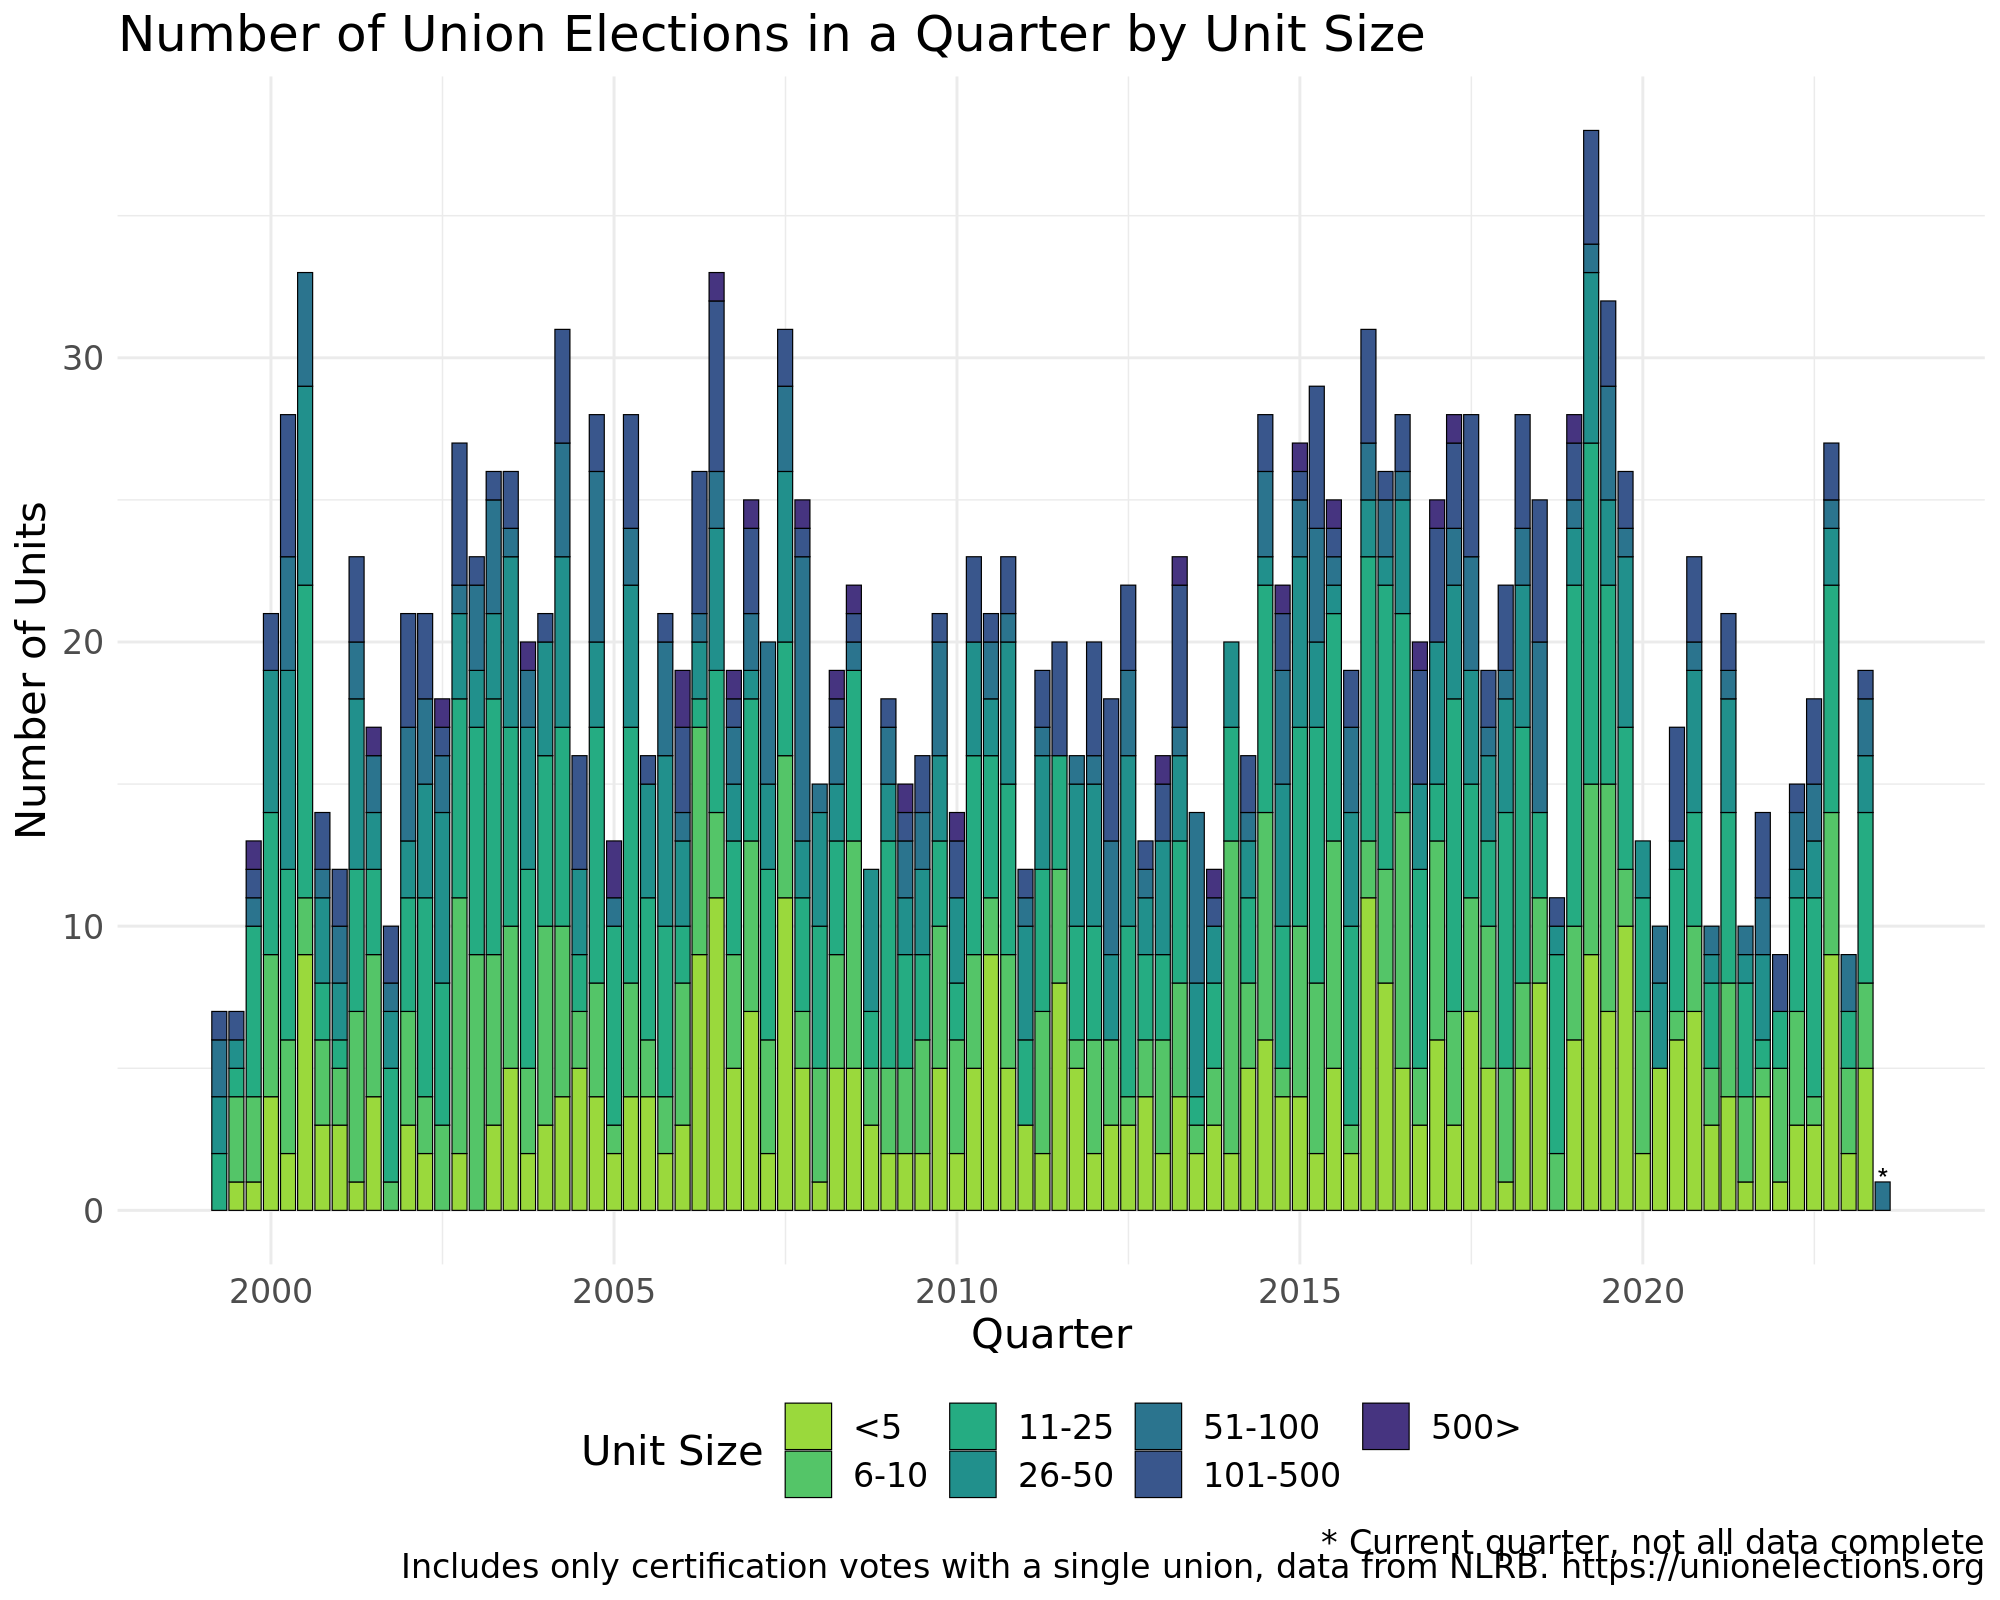 Number of Union Elections in a Quarter by Unit Size
Number of Units
30
20
10
0
*
2000 2005 2010 2015 2020
Quarter
Unit Size
<5 11-25 51-100 500>
6-10 26-50 101-500
* Current quarter, not all data complete
Includes only certification votes with a single union, data from NLRB. https://unionelections.org